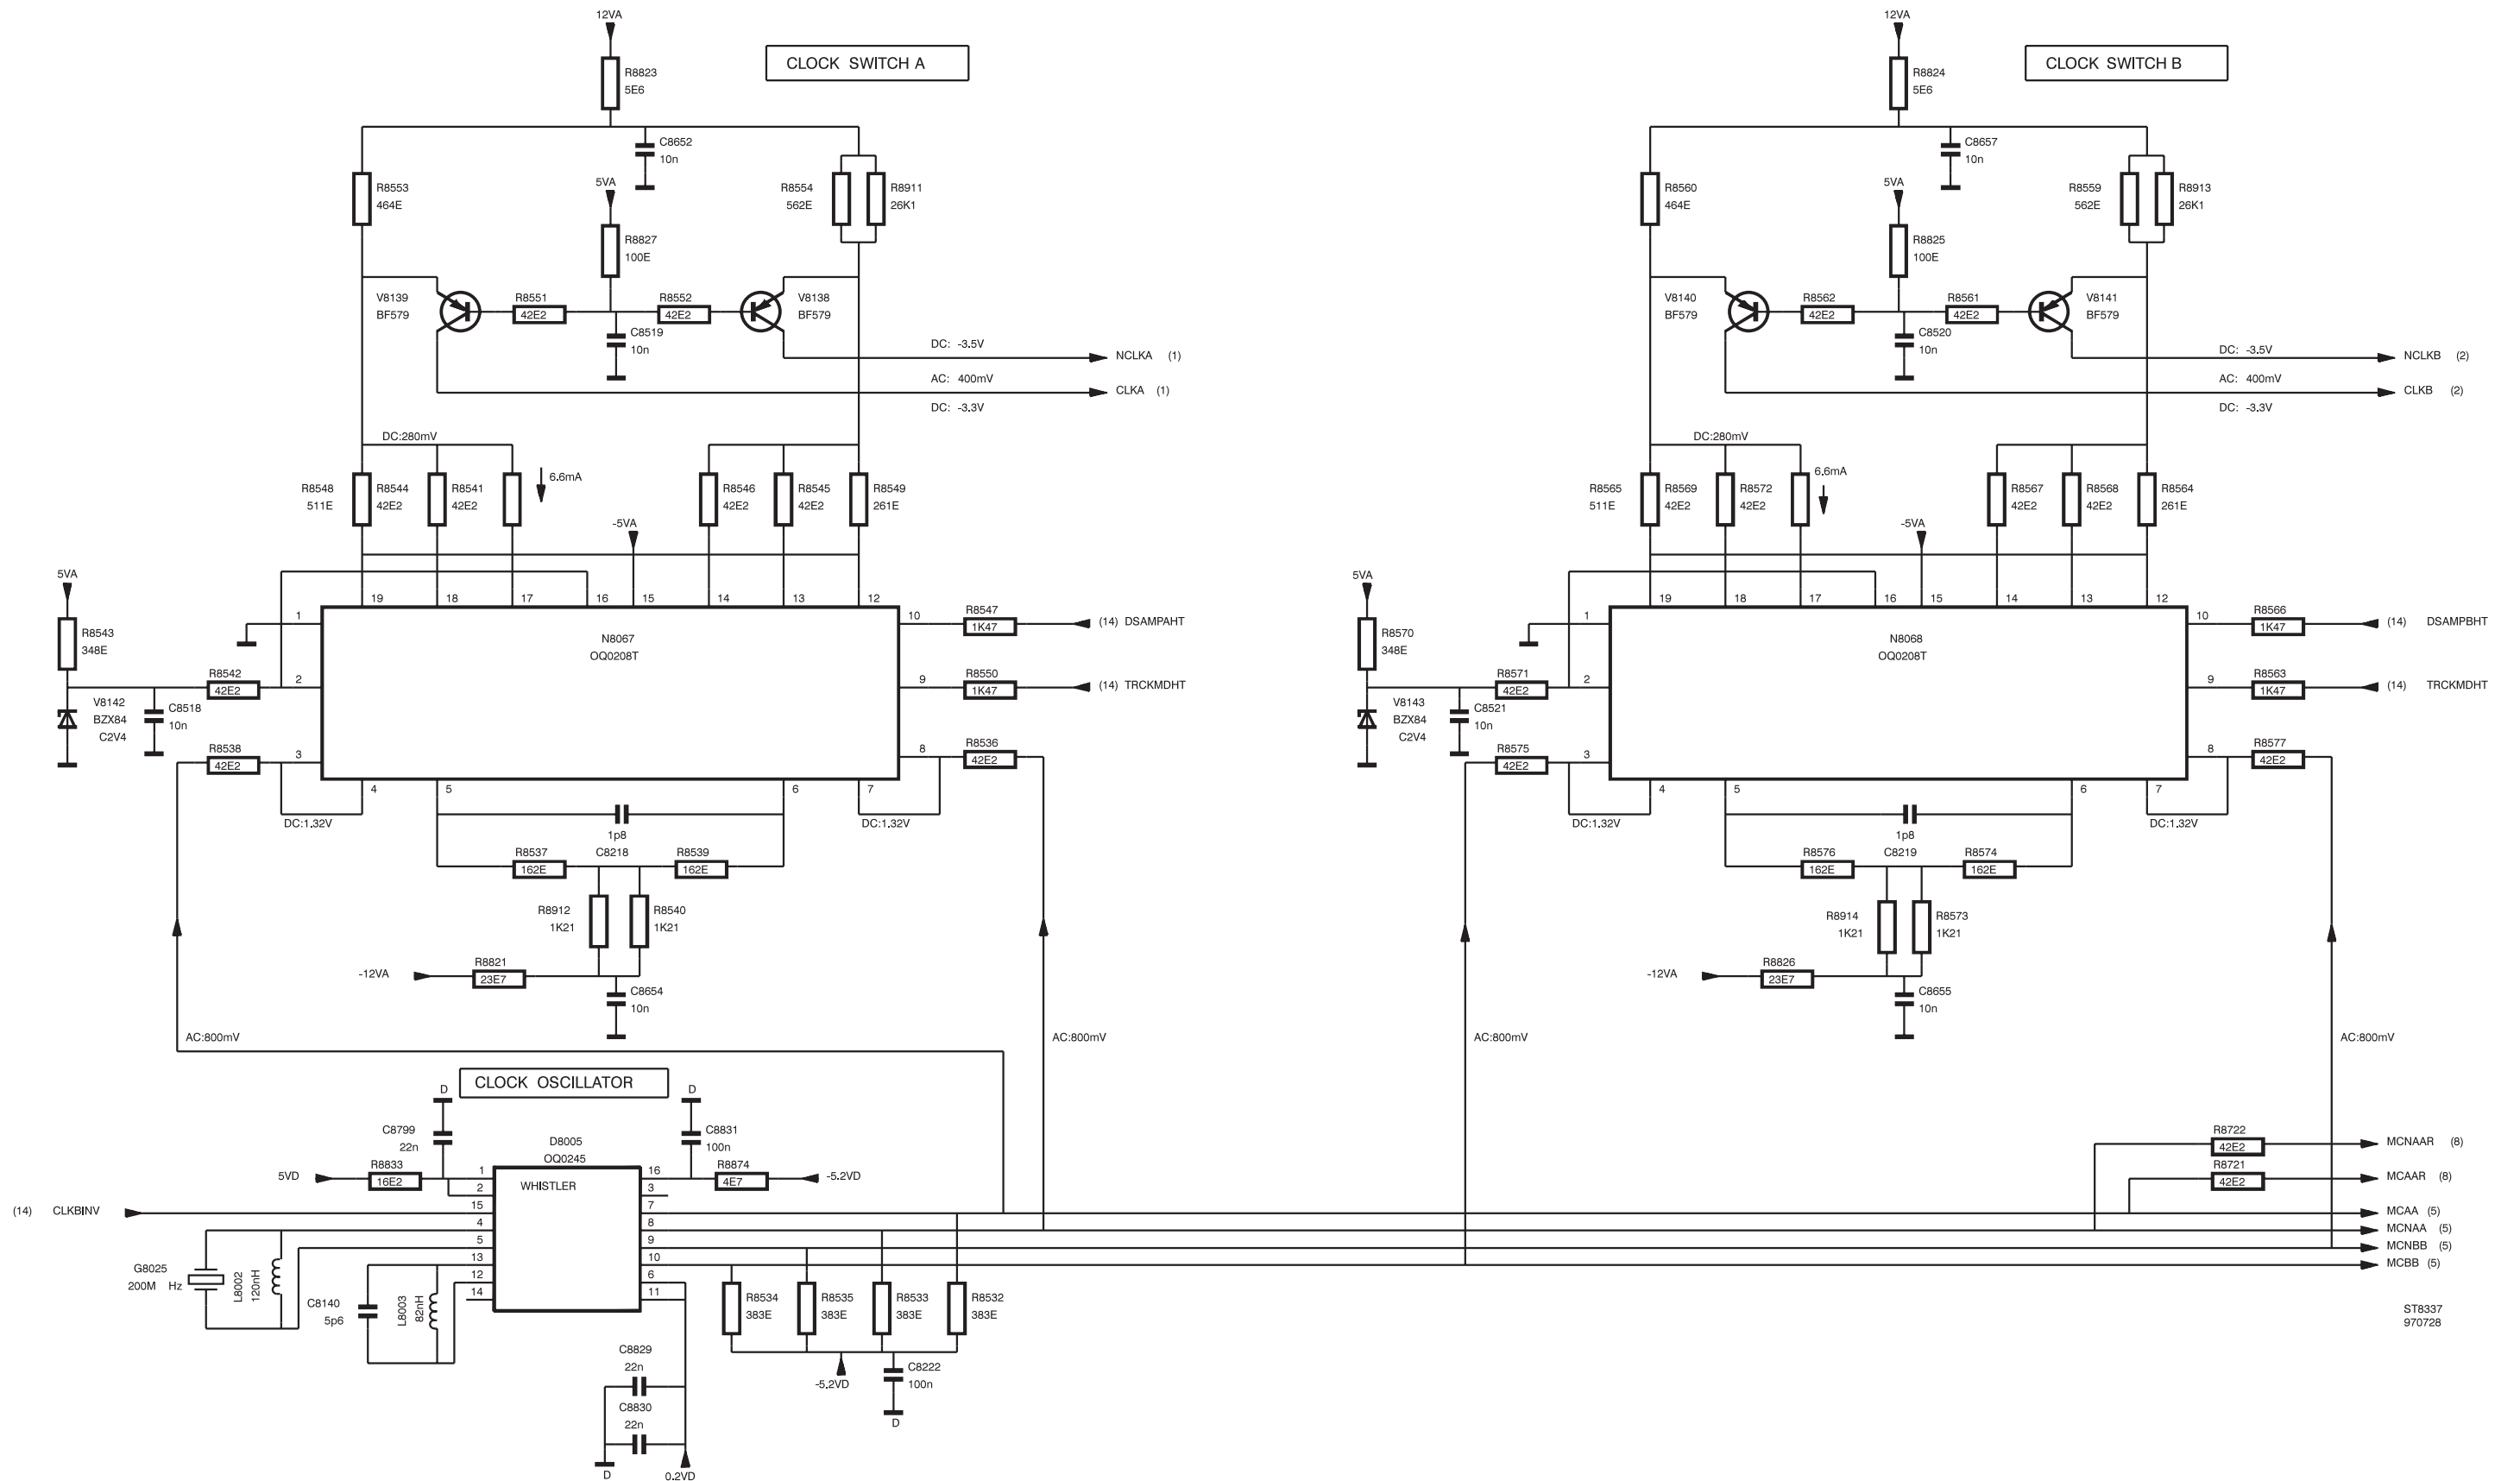 12VA
R8823
5E6
CLOCK SWITCH A
C8652
10n
R8553
464E
5VA
R8554
562E
R8911
26K1
R8827
100E
V8139
BF579
R8551
42E2
R8552
42E2
V8138
BF579
C8519
10n
DC: -3.5V
NCLKA (1)
AC: 400mV
CLKA (1)
DC: -3.3V
DC:280mV
6.6mA
R8548
511E
R8544
42E2
R8541
42E2
R8546
42E2
R8545
42E2
R8549
261E
-5VA
5VA
19
18
17
16
15
14
13
12
1
10
R8547
1K47
(14) DSAMPAHT
R8543
348E
N8067
OQ0208T
R8542
42E2
2
9
R8550
1K47
(14) TRCKMDHT
V8142
BZX84
C2V4
C8518
10n
R8538
42E2
3
8
R8536
42E2
4
5
6
7
DC:1.32V
1p8
C8218
DC:1.32V
R8537
162E
R8539
162E
R8912
1K21
R8540
1K21
-12VA
R8821
23E7
C8654
10n
AC:800mV
AC:800mV
12VA
R8824
5E6
CLOCK SWITCH B
C8657
10n
R8560
464E
5VA
R8559
562E
R8913
26K1
R8825
100E
V8140
BF579
R8562
42E2
R8561
42E2
V8141
BF579
C8520
10n
DC: -3.5V
NCLKB (2)
AC: 400mV
CLKB (2)
DC: -3.3V
DC:280mV
6.6mA
R8565
511E
R8569
42E2
R8572
42E2
R8567
42E2
R8568
42E2
R8564
261E
-5VA
5VA
19
18
17
16
15
14
13
12
1
10
R8566
1K47
(14) DSAMPBHT
R8570
348E
N8068
OQ0208T
R8571
42E2
2
9
R8563
1K47
(14) TRCKMDHT
V8143
BZX84
C2V4
C8521
10n
R8575
42E2
3
8
R8577
42E2
4
5
6
7
DC:1.32V
1p8
C8219
DC:1.32V
R8576
162E
R8574
162E
R8914
1K21
R8573
1K21
-12VA
R8826
23E7
C8655
10n
AC:800mV
AC:800mV
CLOCK OSCILLATOR
D
D
C8799
22n
C8831
100n
D8005
OQ0245
5VD
R8833
16E2
1
WHISTLER
16
R8874
4E7
-5.2VD
2
3
(14) CLKBINV
15
7
4
8
5
9
13
10
12
6
14
11
G8025
200M Hz
L8002
120nH
C8140
5p6
L8003
82nH
R8534
383E
R8535
383E
R8533
383E
R8532
383E
C8829
22n
-5.2VD
C8222
100n
D
C8830
22n
D
0.2VD
R8722
42E2
MCNAAR (8)
R8721
42E2
MCAAR (8)
MCAA (5)
MCNAA (5)
MCNBB (5)
MCBB (5)
ST8337
970728